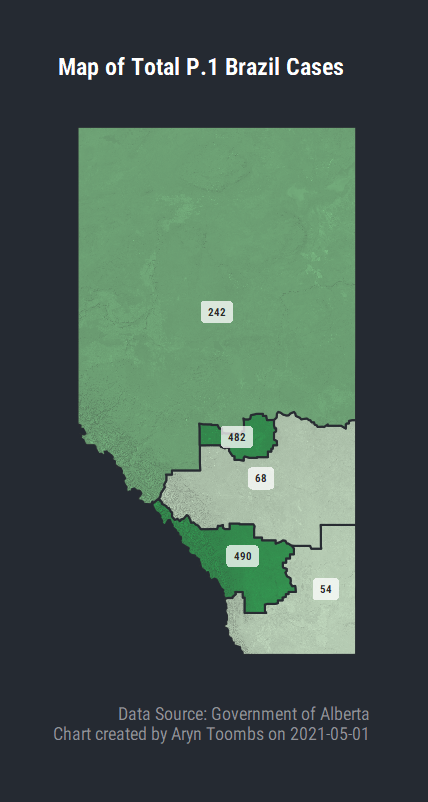 Map of Total P.1 Brazil Cases
242
482
68
490
54
Data Source: Government of Alberta
Chart created by Aryn Toombs on 2021-05-01